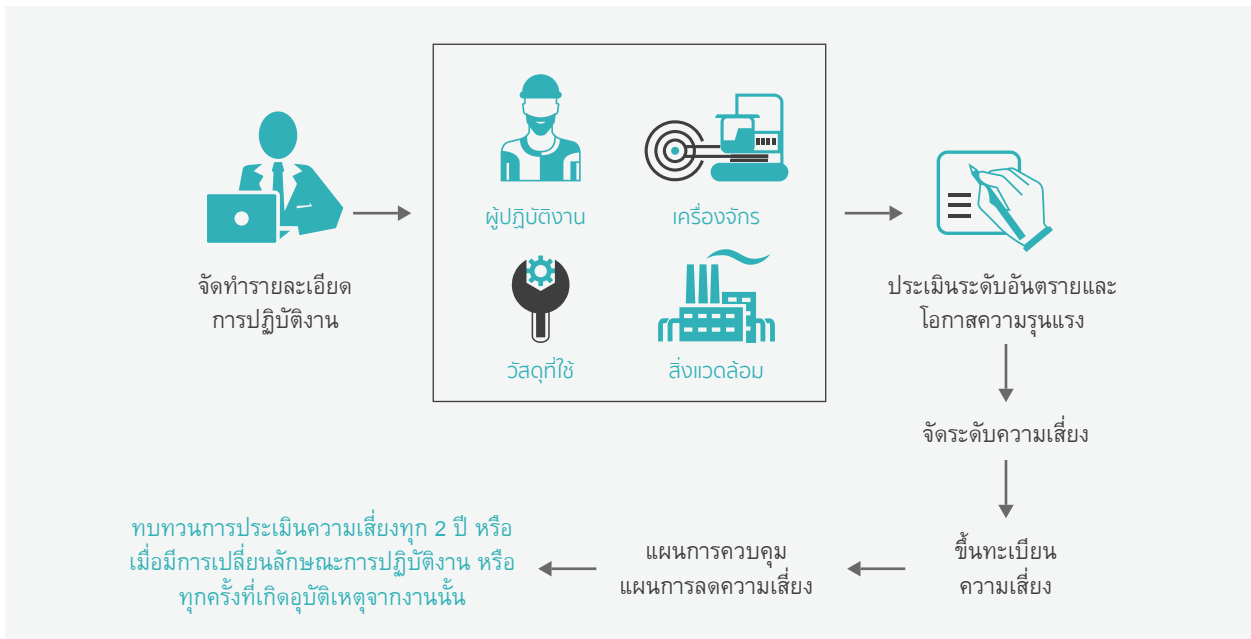 จัดทำรายละเอียด
การปฏิบัติงาน
ผู้ปฏิบัติงาน
เครื่องจักร
วัสดุที่ใช้
สิ่งแวดล้อม
ประเมินระดับอันตรายและ
โอกาสความรุนแรง
จัดระดับความเสี่ยง
ขึ้นทะเบียน
ความเสี่ยง
แผนการควบคุม
แผนการลดความเสี่ยง
ทบทวนการประเมินความเสี่ยงทุก 2 ปี หรือ
เมื่อมีการเปลี่ยนลักษณะการปฏิบัติงาน หรือ
ทุกครั้งที่เกิดอุบัติเหตุจากงานนั้น